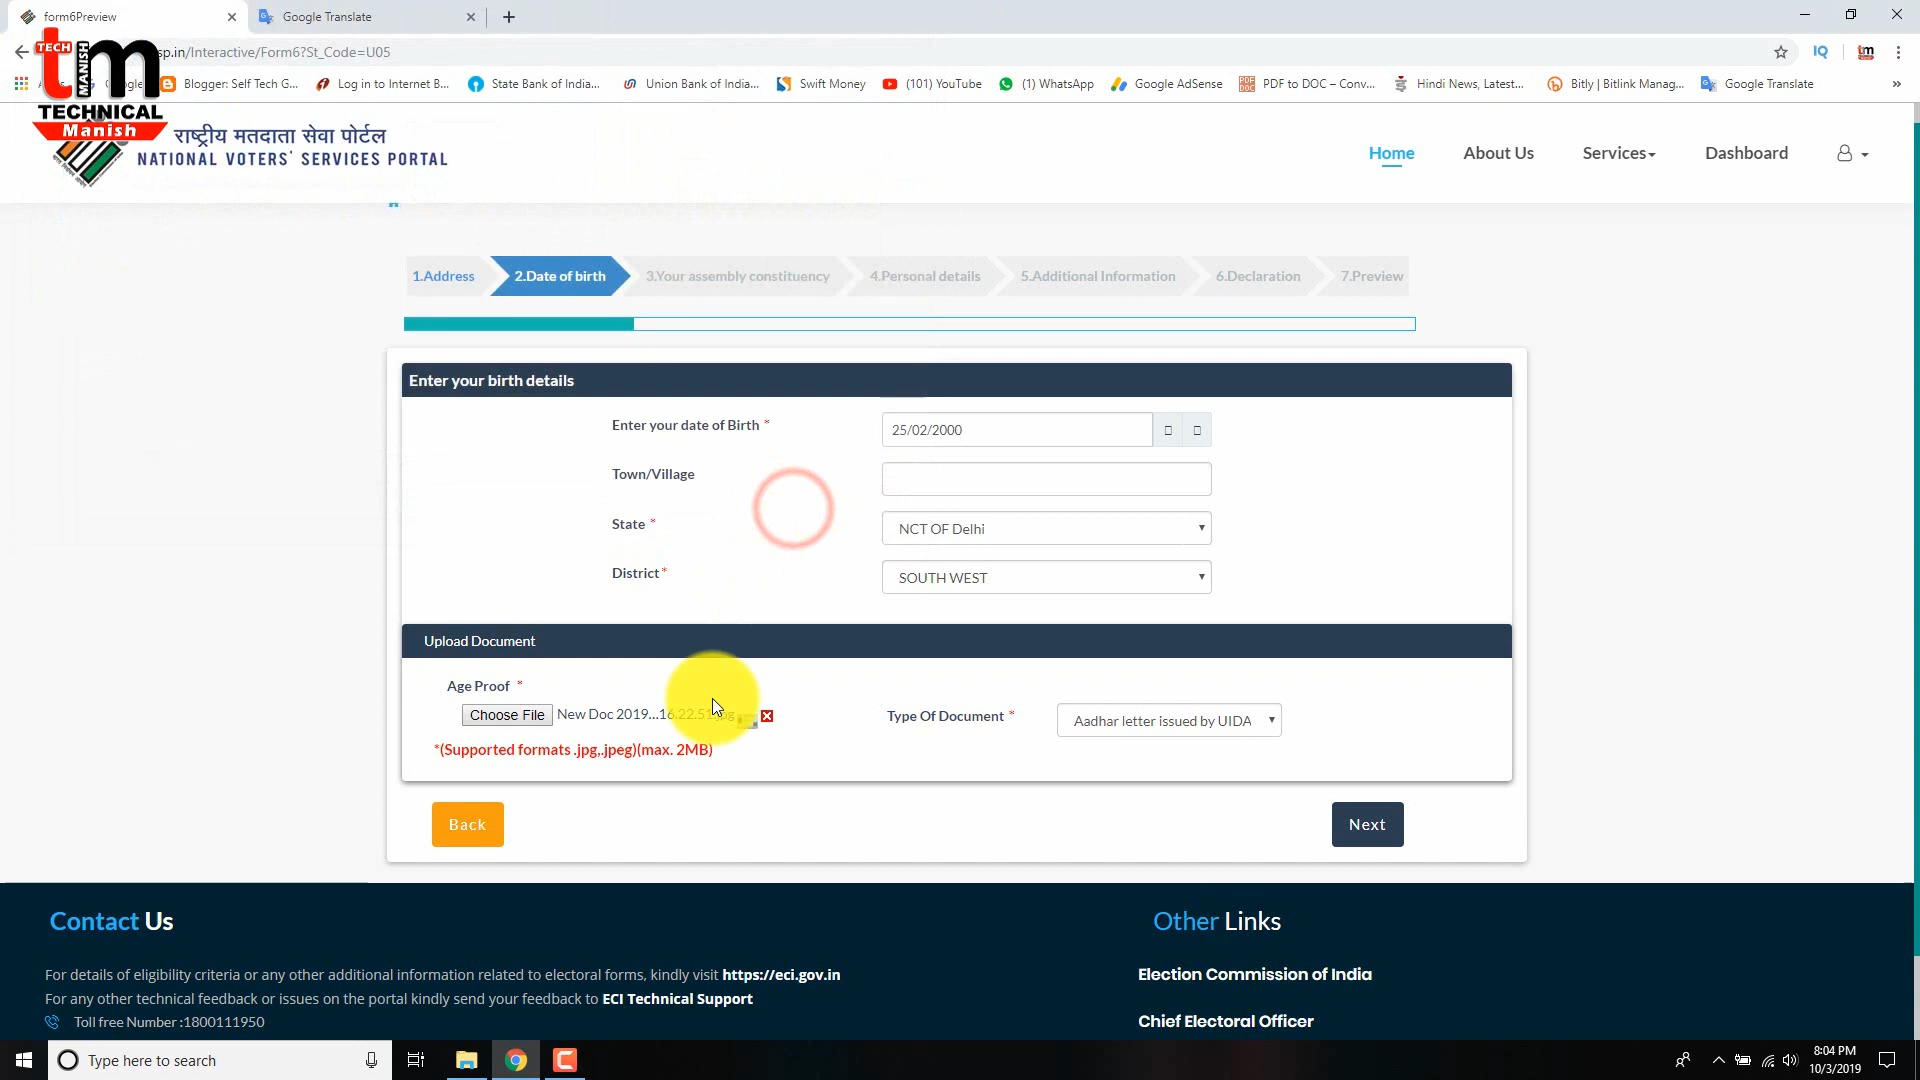 form6Preview
Google Translate
sp.in/Interactive/Form6?St_Code=U05
Blogger: Self Tech G...
Log in to Internet B...
State Bank of India...
Union Bank of India...
Swift Money
(101) YouTube
(1) WhatsApp
Google AdSense
PDF to DOC – Conv...
Hindi News, Latest...
Bitly | Bitlink Manag...
Google Translate
TECH MANISH tm
TECHNICAL
Manish
राष्ट्रीय मतदाता सेवा पोर्टल
NATIONAL VOTERS' SERVICES PORTAL
Home
About Us
Services
Dashboard
1.Address
2.Date of birth
3.Your assembly constituency
4.Personal details
5.Additional Information
6.Declaration
7.Preview
Enter your birth details
Enter your date of Birth *
25/02/2000
Town/Village
State *
NCT OF Delhi
District *
SOUTH WEST
Upload Document
Age Proof *
Choose File New Doc 2019...16.22.51.jpg
Type Of Document *
Aadhar letter issued by UIDA
*(Supported formats .jpg,.jpeg)(max. 2MB)
Back
Next
Contact Us
Other Links
For details of eligibility criteria or any other additional information related to electoral forms, kindly visit https://eci.gov.in
For any other technical feedback or issues on the portal kindly send your feedback to ECI Technical Support
Toll free Number :1800111950
Election Commission of India
Chief Electoral Officer
Type here to search
8:04 PM
10/3/2019